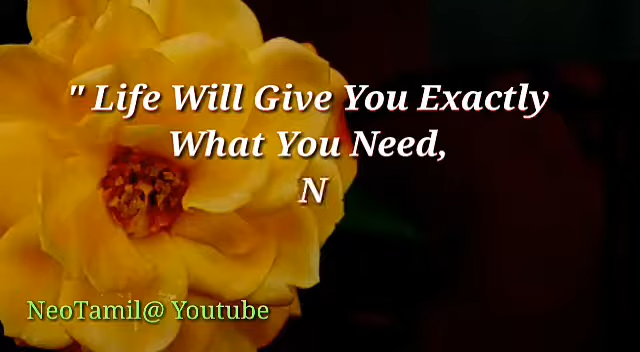 " Life Will Give You Exactly
What You Need,
N
NeoTamil@ Youtube